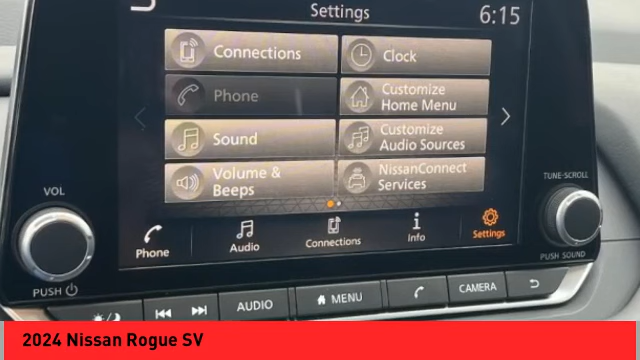 Settings
6:15
Connections
Clock
Phone
Customize
Home Menu
Sound
Customize
Audio Sources
Volume &
Beeps
NissanConnect
Services
VOL
PUSH
TUNE-SCROLL
PUSH SOUND
Phone
Audio
Connections
Info
Settings
AUDIO
MENU
CAMERA
2024 Nissan Rogue SV